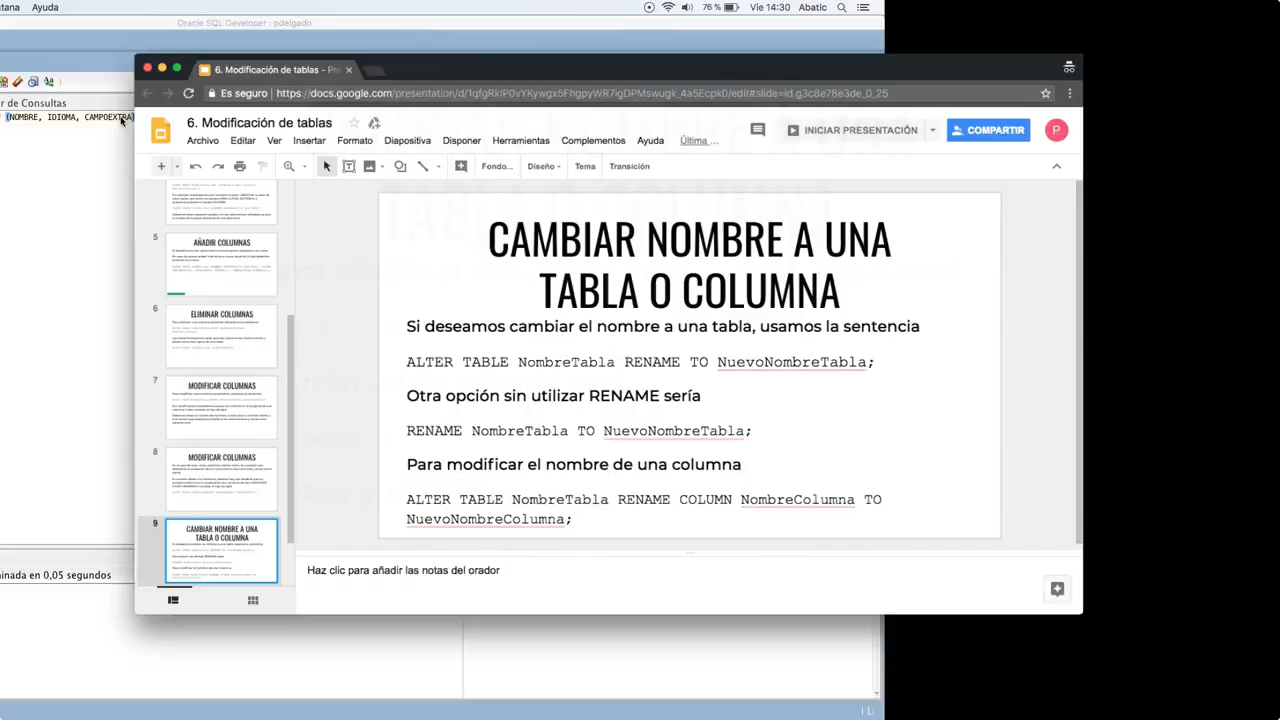 ntana Ayuda
76 % Vie 14:30 Abatic
Oracle SQL Developer : pdelgado
r de Consultas
(NOMBRE, IDIOMA, CAMPOEXTRA)
6. Modificación de tablas - Pre
Es seguro https://docs.google.com/presentation/d/1qfgRkIP0vYKywgx5FhgpyWR7igDPMswugk_4a5Ecpk0/edit#slide=id.g3c8e78e3de_0_25
6. Modificación de tablas
INICIAR PRESENTACIÓN
COMPARTIR
P
Archivo Editar Ver Insertar Formato Diapositiva Disponer Herramientas Complementos Ayuda Última ...
Fondo... Diseño Tema Transición
5
AÑADIR COLUMNAS
6
ELIMINAR COLUMNAS
7
MODIFICAR COLUMNAS
8
MODIFICAR COLUMNAS
9
CAMBIAR NOMBRE A UNA
TABLA O COLUMNA
CAMBIAR NOMBRE A UNA
TABLA O COLUMNA
Si deseamos cambiar el nombre a una tabla, usamos la sentencia
ALTER TABLE NombreTabla RENAME TO NuevoNombreTabla;
Otra opción sin utilizar RENAME sería
RENAME NombreTabla TO NuevoNombreTabla;
Para modificar el nombre de una columna
ALTER TABLE NombreTabla RENAME COLUMN NombreColumna TO
NuevoNombreColumna;
Haz clic para añadir las notas del orador
minada en 0,05 segundos